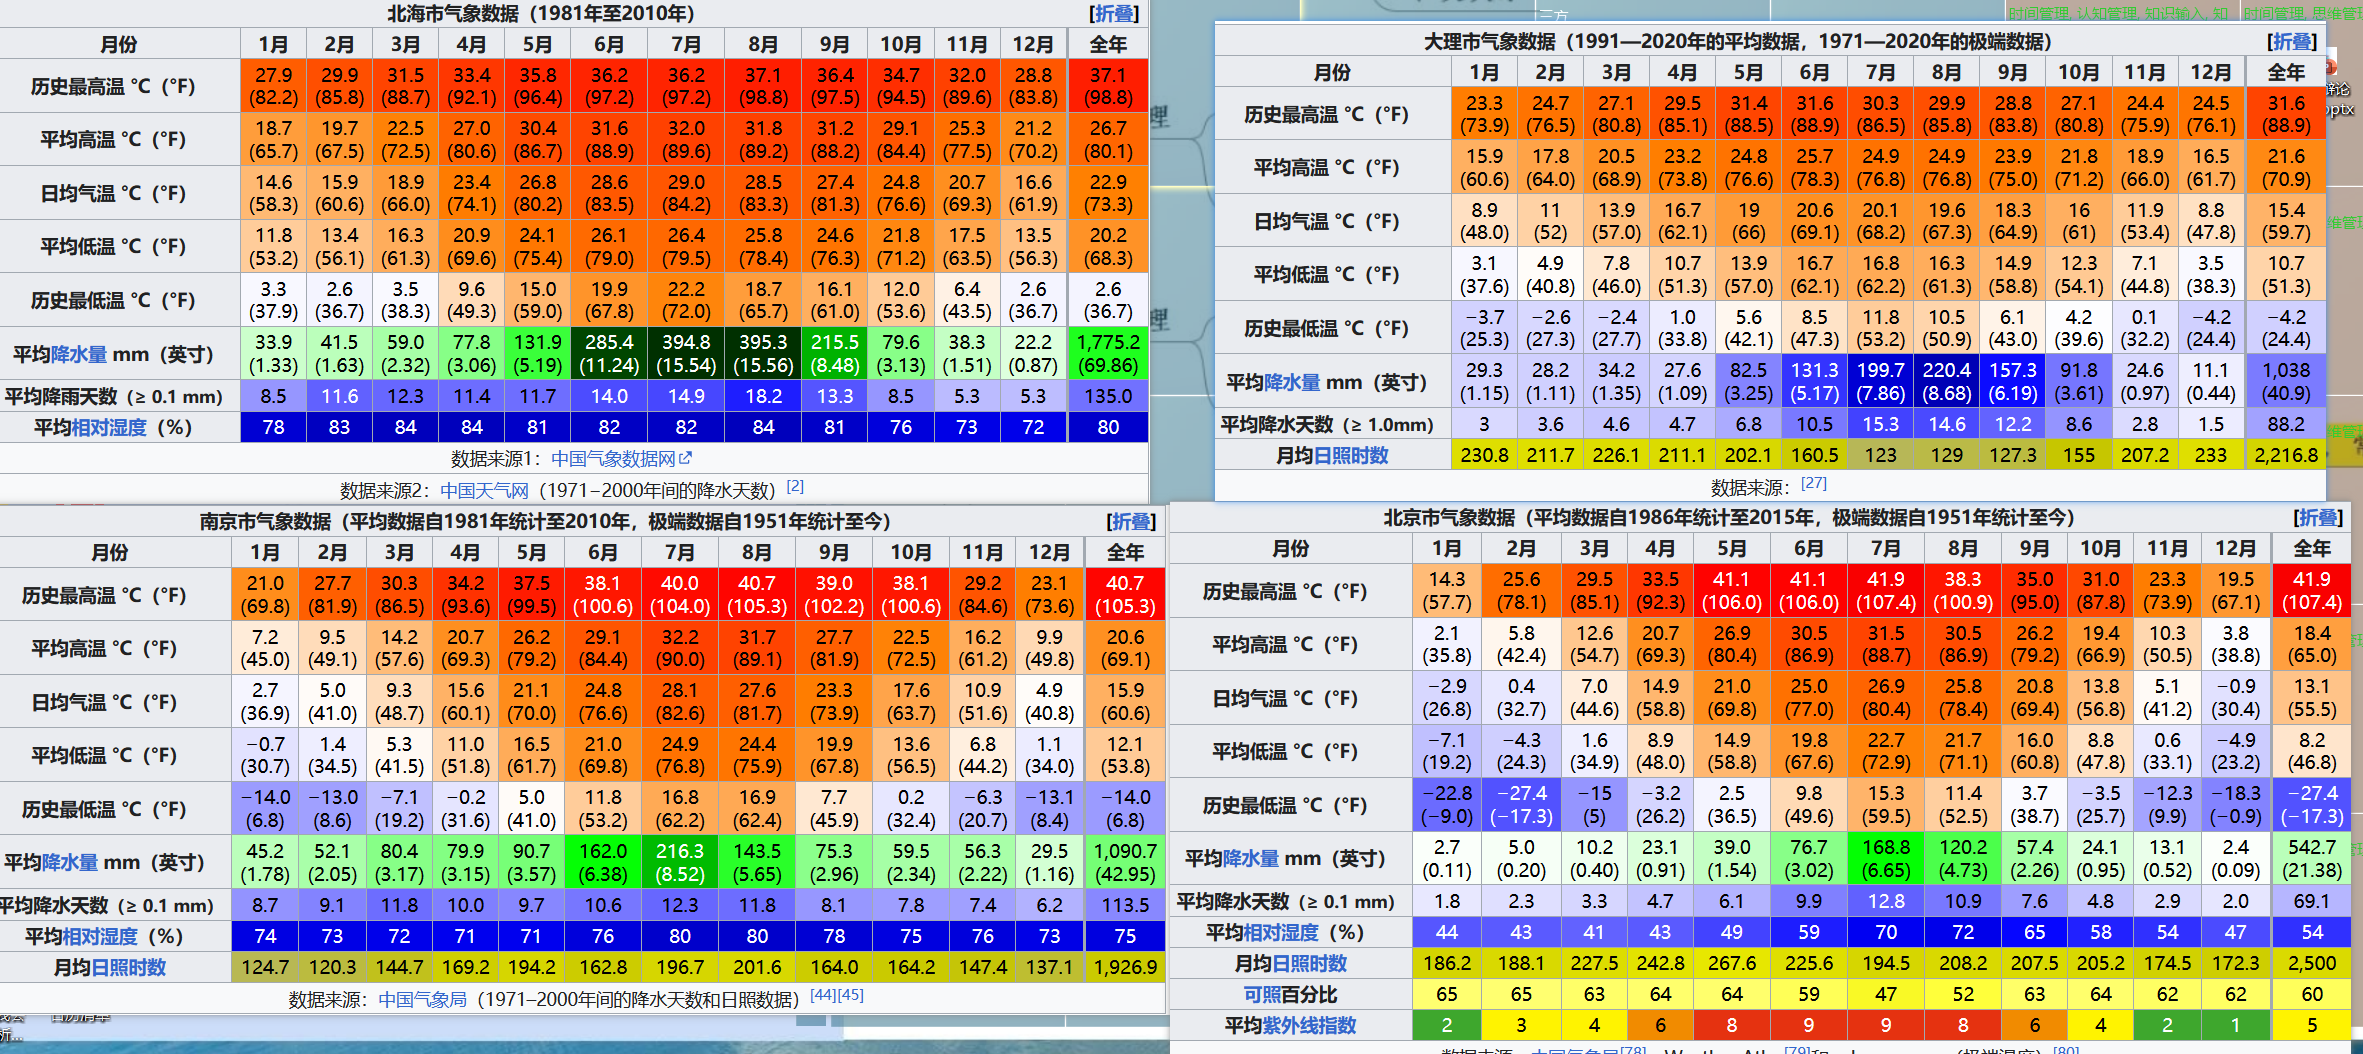 北海市气象数据（1981年至2010年） [折叠]
月份 1月 2月 3月 4月 5月 6月 7月 8月 9月 10月 11月 12月 全年
历史最高温 °C（°F） 27.9 (82.2) 29.9 (85.8) 31.5 (88.7) 33.4 (92.1) 35.8 (96.4) 36.2 (97.2) 36.2 (97.2) 37.1 (98.8) 36.4 (97.5) 34.7 (94.5) 32.0 (89.6) 28.8 (83.8) 37.1 (98.8)
平均高温 °C（°F） 18.7 (65.7) 19.7 (67.5) 22.5 (72.5) 27.0 (80.6) 30.4 (86.7) 31.6 (88.9) 32.0 (89.6) 31.8 (89.2) 31.2 (88.2) 29.1 (84.4) 25.3 (77.5) 21.2 (70.2) 26.7 (80.1)
日均气温 °C（°F） 14.6 (58.3) 15.9 (60.6) 18.9 (66.0) 23.4 (74.1) 26.8 (80.2) 28.6 (83.5) 29.0 (84.2) 28.5 (83.3) 27.4 (81.3) 24.8 (76.6) 20.7 (69.3) 16.6 (61.9) 22.9 (73.3)
平均低温 °C（°F） 11.8 (53.2) 13.4 (56.1) 16.3 (61.3) 20.9 (69.6) 24.1 (75.4) 26.1 (79.0) 26.4 (79.5) 25.8 (78.4) 24.6 (76.3) 21.8 (71.2) 17.5 (63.5) 13.5 (56.3) 20.2 (68.3)
历史最低温 °C（°F） 3.3 (37.9) 2.6 (36.7) 3.5 (38.3) 9.6 (49.3) 15.0 (59.0) 19.9 (67.8) 22.2 (72.0) 18.7 (65.7) 16.1 (61.0) 12.0 (53.6) 6.4 (43.5) 2.6 (36.7) 2.6 (36.7)
平均降水量 mm（英寸） 33.9 (1.33) 41.5 (1.63) 59.0 (2.32) 77.8 (3.06) 131.9 (5.19) 285.4 (11.24) 394.8 (15.54) 395.3 (15.56) 215.5 (8.48) 79.6 (3.13) 38.3 (1.51) 22.2 (0.87) 1,775.2 (69.86)
平均降雨天数（≥ 0.1 mm） 8.5 11.6 12.3 11.4 11.7 14.0 14.9 18.2 13.3 8.5 5.3 5.3 135.0
平均相对湿度（%） 78 83 84 84 81 82 82 84 81 76 73 72 80
数据来源1：中国气象数据网
数据来源2：中国天气网（1971–2000年间的降水天数）[2]
大理市气象数据（1991—2020年的平均数据，1971—2020年的极端数据） [折叠]
月份 1月 2月 3月 4月 5月 6月 7月 8月 9月 10月 11月 12月 全年
历史最高温 °C（°F） 23.3 (73.9) 24.7 (76.5) 27.1 (80.8) 29.5 (85.1) 31.4 (88.5) 31.6 (88.9) 30.3 (86.5) 29.9 (85.8) 28.8 (83.8) 27.1 (80.8) 24.4 (75.9) 24.5 (76.1) 31.6 (88.9)
平均高温 °C（°F） 15.9 (60.6) 17.8 (64.0) 20.5 (68.9) 23.2 (73.8) 24.8 (76.6) 25.7 (78.3) 24.9 (76.8) 24.9 (76.8) 23.9 (75.0) 21.8 (71.2) 18.9 (66.0) 16.5 (61.7) 21.6 (70.9)
日均气温 °C（°F） 8.9 (48.0) 11 (52) 13.9 (57.0) 16.7 (62.1) 19 (66) 20.6 (69.1) 20.1 (68.2) 19.6 (67.3) 18.3 (64.9) 16 (61) 11.9 (53.4) 8.8 (47.8) 15.4 (59.7)
平均低温 °C（°F） 3.1 (37.6) 4.9 (40.8) 7.8 (46.0) 10.7 (51.3) 13.9 (57.0) 16.7 (62.1) 16.8 (62.2) 16.3 (61.3) 14.9 (58.8) 12.3 (54.1) 7.1 (44.8) 3.5 (38.3) 10.7 (51.3)
历史最低温 °C（°F） −3.7 (25.3) −2.6 (27.3) −2.4 (27.7) 1.0 (33.8) 5.6 (42.1) 8.5 (47.3) 11.8 (53.2) 10.5 (50.9) 6.1 (43.0) 4.2 (39.6) 0.1 (32.2) −4.2 (24.4) −4.2 (24.4)
平均降水量 mm（英寸） 29.3 (1.15) 28.2 (1.11) 34.2 (1.35) 27.6 (1.09) 82.5 (3.25) 131.3 (5.17) 199.7 (7.86) 220.4 (8.68) 157.3 (6.19) 91.8 (3.61) 24.6 (0.97) 11.1 (0.44) 1,038 (40.9)
平均降水天数（≥ 1.0mm） 3 3.6 4.6 4.7 6.8 10.5 15.3 14.6 12.2 8.6 2.8 1.5 88.2
月均日照时数 230.8 211.7 226.1 211.1 202.1 160.5 123 129 127.3 155 207.2 233 2,216.8
数据来源：[27]
南京市气象数据（平均数据自1981年统计至2010年，极端数据自1951年统计至今） [折叠]
月份 1月 2月 3月 4月 5月 6月 7月 8月 9月 10月 11月 12月 全年
历史最高温 °C（°F） 21.0 (69.8) 27.7 (81.9) 30.3 (86.5) 34.2 (93.6) 37.5 (99.5) 38.1 (100.6) 40.0 (104.0) 40.7 (105.3) 39.0 (102.2) 38.1 (100.6) 29.2 (84.6) 23.1 (73.6) 40.7 (105.3)
平均高温 °C（°F） 7.2 (45.0) 9.5 (49.1) 14.2 (57.6) 20.7 (69.3) 26.2 (79.2) 29.1 (84.4) 32.2 (90.0) 31.7 (89.1) 27.7 (81.9) 22.5 (72.5) 16.2 (61.2) 9.9 (49.8) 20.6 (69.1)
日均气温 °C（°F） 2.7 (36.9) 5.0 (41.0) 9.3 (48.7) 15.6 (60.1) 21.1 (70.0) 24.8 (76.6) 28.1 (82.6) 27.6 (81.7) 23.3 (73.9) 17.6 (63.7) 10.9 (51.6) 4.9 (40.8) 15.9 (60.6)
平均低温 °C（°F） −0.7 (30.7) 1.4 (34.5) 5.3 (41.5) 11.0 (51.8) 16.5 (61.7) 21.0 (69.8) 24.9 (76.8) 24.4 (75.9) 19.9 (67.8) 13.6 (56.5) 6.8 (44.2) 1.1 (34.0) 12.1 (53.8)
历史最低温 °C（°F） −14.0 (6.8) −13.0 (8.6) −7.1 (19.2) −0.2 (31.6) 5.0 (41.0) 11.8 (53.2) 16.8 (62.2) 16.9 (62.4) 7.7 (45.9) 0.2 (32.4) −6.3 (20.7) −13.1 (8.4) −14.0 (6.8)
平均降水量 mm（英寸） 45.2 (1.78) 52.1 (2.05) 80.4 (3.17) 79.9 (3.15) 90.7 (3.57) 162.0 (6.38) 216.3 (8.52) 143.5 (5.65) 75.3 (2.96) 59.5 (2.34) 56.3 (2.22) 29.5 (1.16) 1,090.7 (42.95)
平均降水天数（≥ 0.1 mm） 8.7 9.1 11.8 10.0 9.7 10.6 12.3 11.8 8.1 7.8 7.4 6.2 113.5
平均相对湿度（%） 74 73 72 71 71 76 80 80 78 75 76 73 75
月均日照时数 124.7 120.3 144.7 169.2 194.2 162.8 196.7 201.6 164.0 164.2 147.4 137.1 1,926.9
数据来源：中国气象局（1971–2000年间的降水天数和日照数据）[44][45]
北京市气象数据（平均数据自1986年统计至2015年，极端数据自1951年统计至今） [折叠]
月份 1月 2月 3月 4月 5月 6月 7月 8月 9月 10月 11月 12月 全年
历史最高温 °C（°F） 14.3 (57.7) 25.6 (78.1) 29.5 (85.1) 33.5 (92.3) 41.1 (106.0) 41.1 (106.0) 41.9 (107.4) 38.3 (100.9) 35.0 (95.0) 31.0 (87.8) 23.3 (73.9) 19.5 (67.1) 41.9 (107.4)
平均高温 °C（°F） 2.1 (35.8) 5.8 (42.4) 12.6 (54.7) 20.7 (69.3) 26.9 (80.4) 30.5 (86.9) 31.5 (88.7) 30.5 (86.9) 26.2 (79.2) 19.4 (66.9) 10.3 (50.5) 3.8 (38.8) 18.4 (65.0)
日均气温 °C（°F） −2.9 (26.8) 0.4 (32.7) 7.0 (44.6) 14.9 (58.8) 21.0 (69.8) 25.0 (77.0) 26.9 (80.4) 25.8 (78.4) 20.8 (69.4) 13.8 (56.8) 5.1 (41.2) −0.9 (30.4) 13.1 (55.5)
平均低温 °C（°F） −7.1 (19.2) −4.3 (24.3) 1.6 (34.9) 8.9 (48.0) 14.9 (58.8) 19.8 (67.6) 22.7 (72.9) 21.7 (71.1) 16.0 (60.8) 8.8 (47.8) 0.6 (33.1) −4.9 (23.2) 8.2 (46.8)
历史最低温 °C（°F） −22.8 (−9.0) −27.4 (−17.3) −15 (5) −3.2 (26.2) 2.5 (36.5) 9.8 (49.6) 15.3 (59.5) 11.4 (52.5) 3.7 (38.7) −3.5 (25.7) −12.3 (9.9) −18.3 (−0.9) −27.4 (−17.3)
平均降水量 mm（英寸） 2.7 (0.11) 5.0 (0.20) 10.2 (0.40) 23.1 (0.91) 39.0 (1.54) 76.7 (3.02) 168.8 (6.65) 120.2 (4.73) 57.4 (2.26) 24.1 (0.95) 13.1 (0.52) 2.4 (0.09) 542.7 (21.38)
平均降水天数（≥ 0.1 mm） 1.8 2.3 3.3 4.7 6.1 9.9 12.8 10.9 7.6 4.8 2.9 2.0 69.1
平均相对湿度（%） 44 43 41 43 49 59 70 72 65 58 54 47 54
月均日照时数 186.2 188.1 227.5 242.8 267.6 225.6 194.5 208.2 207.5 205.2 174.5 172.3 2,500
可照百分比 65 65 63 64 64 59 47 52 63 64 62 62 60
平均紫外线指数 2 3 4 6 8 9 9 8 6 4 2 1 5
三方
时间管理, 认知管理, 知识输入, 知
时间管理, 思维管
pptx
理
理